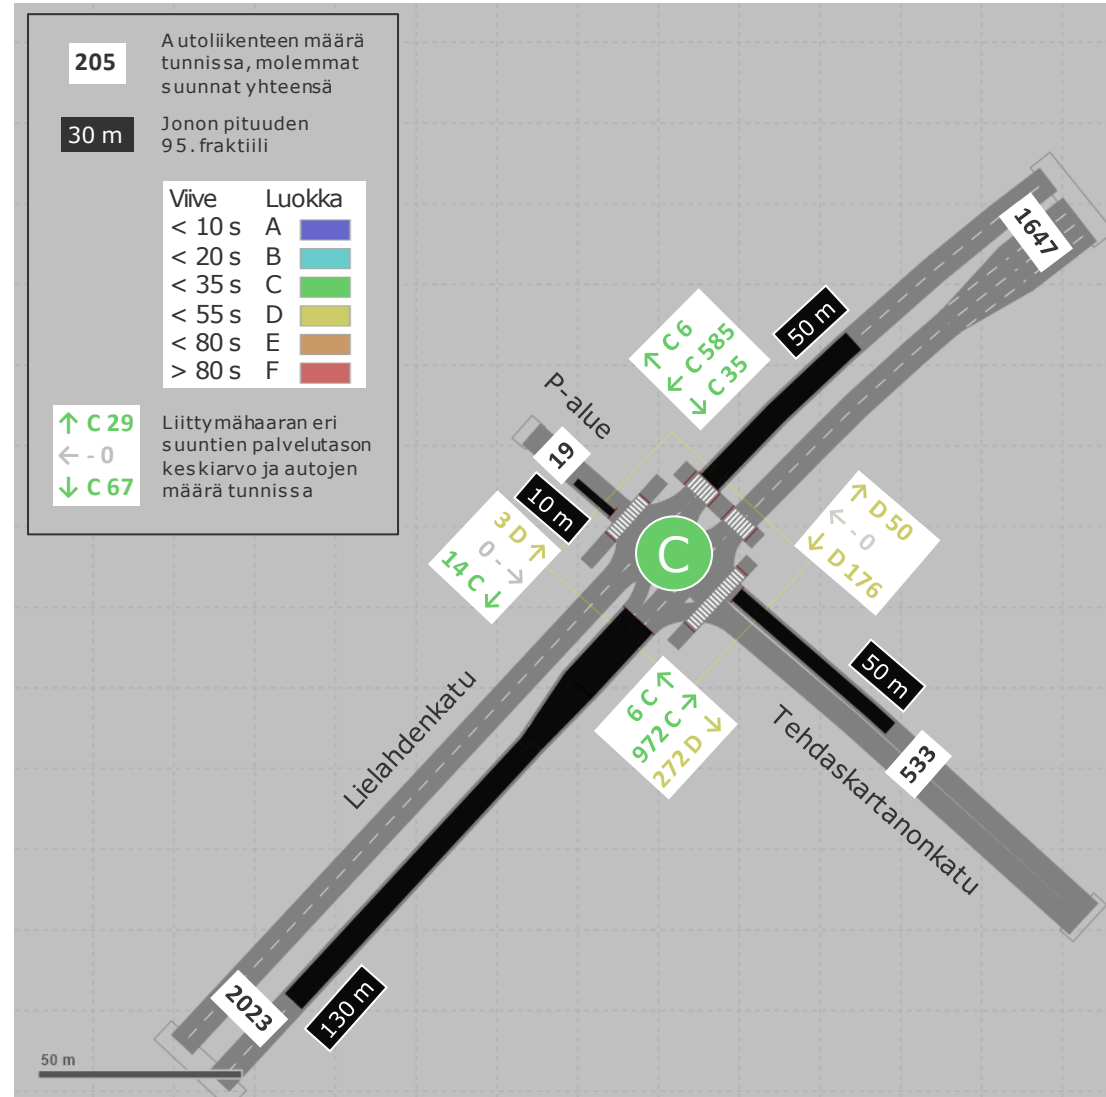 205
Autoliikenteen määrä
tunnissa, molemmat
suunnat yhteensä
30 m
Jonon pituuden
95. fraktiili
Viive Luokka
< 10 s A
< 20 s B
< 35 s C
< 55 s D
< 80 s E
> 80 s F
↑ C 29
← - 0
↓ C 67
Liittymähaaran eri
suuntien palvelutason
keskiarvo ja autojen
määrä tunnissa
1647
50 m
↑ C 6
← C 585
↓ C 35
P-alue
19
10 m
3 D ↑
0 - →
14 C ↓
C
↑ D 50
← - 0
↓ D 176
50 m
6 C ↑
972 C →
272 D ↓
533
Tehdaskartanonkatu
Lielahdenkatu
2023
130 m
50 m